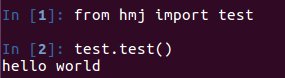 In [1]: from hmj import test
In [2]: test.test()
hello world